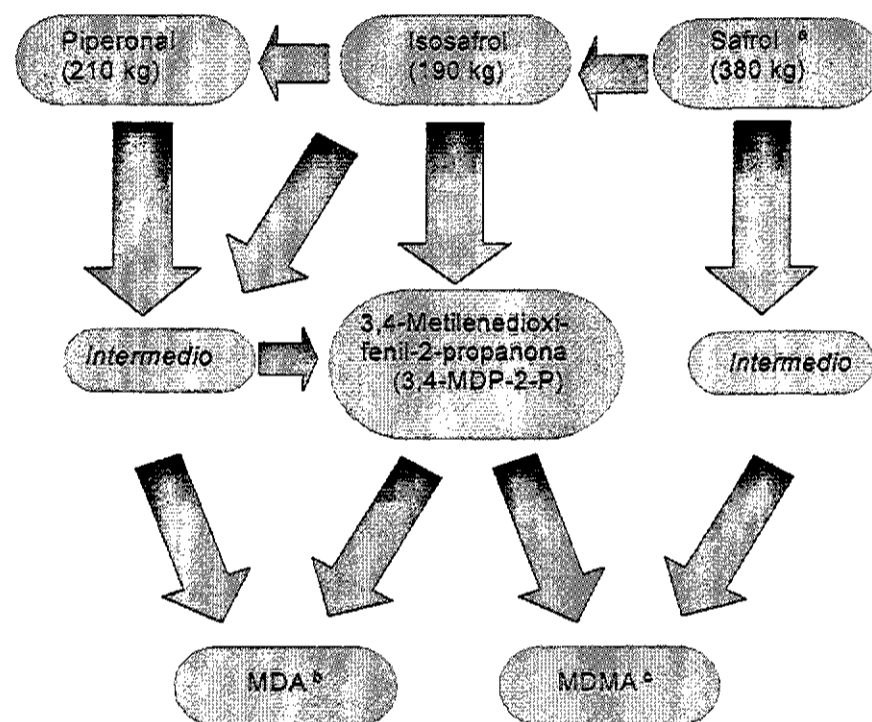 Piperonal
(210 kg)
Isosafrol
(190 kg)
Safrol a
(380 kg)
Intermedio
3,4-Metilenedioxi-
fenil-2-propanona
(3,4-MDP-2-P)
Intermedio
MDA b
MDMA c